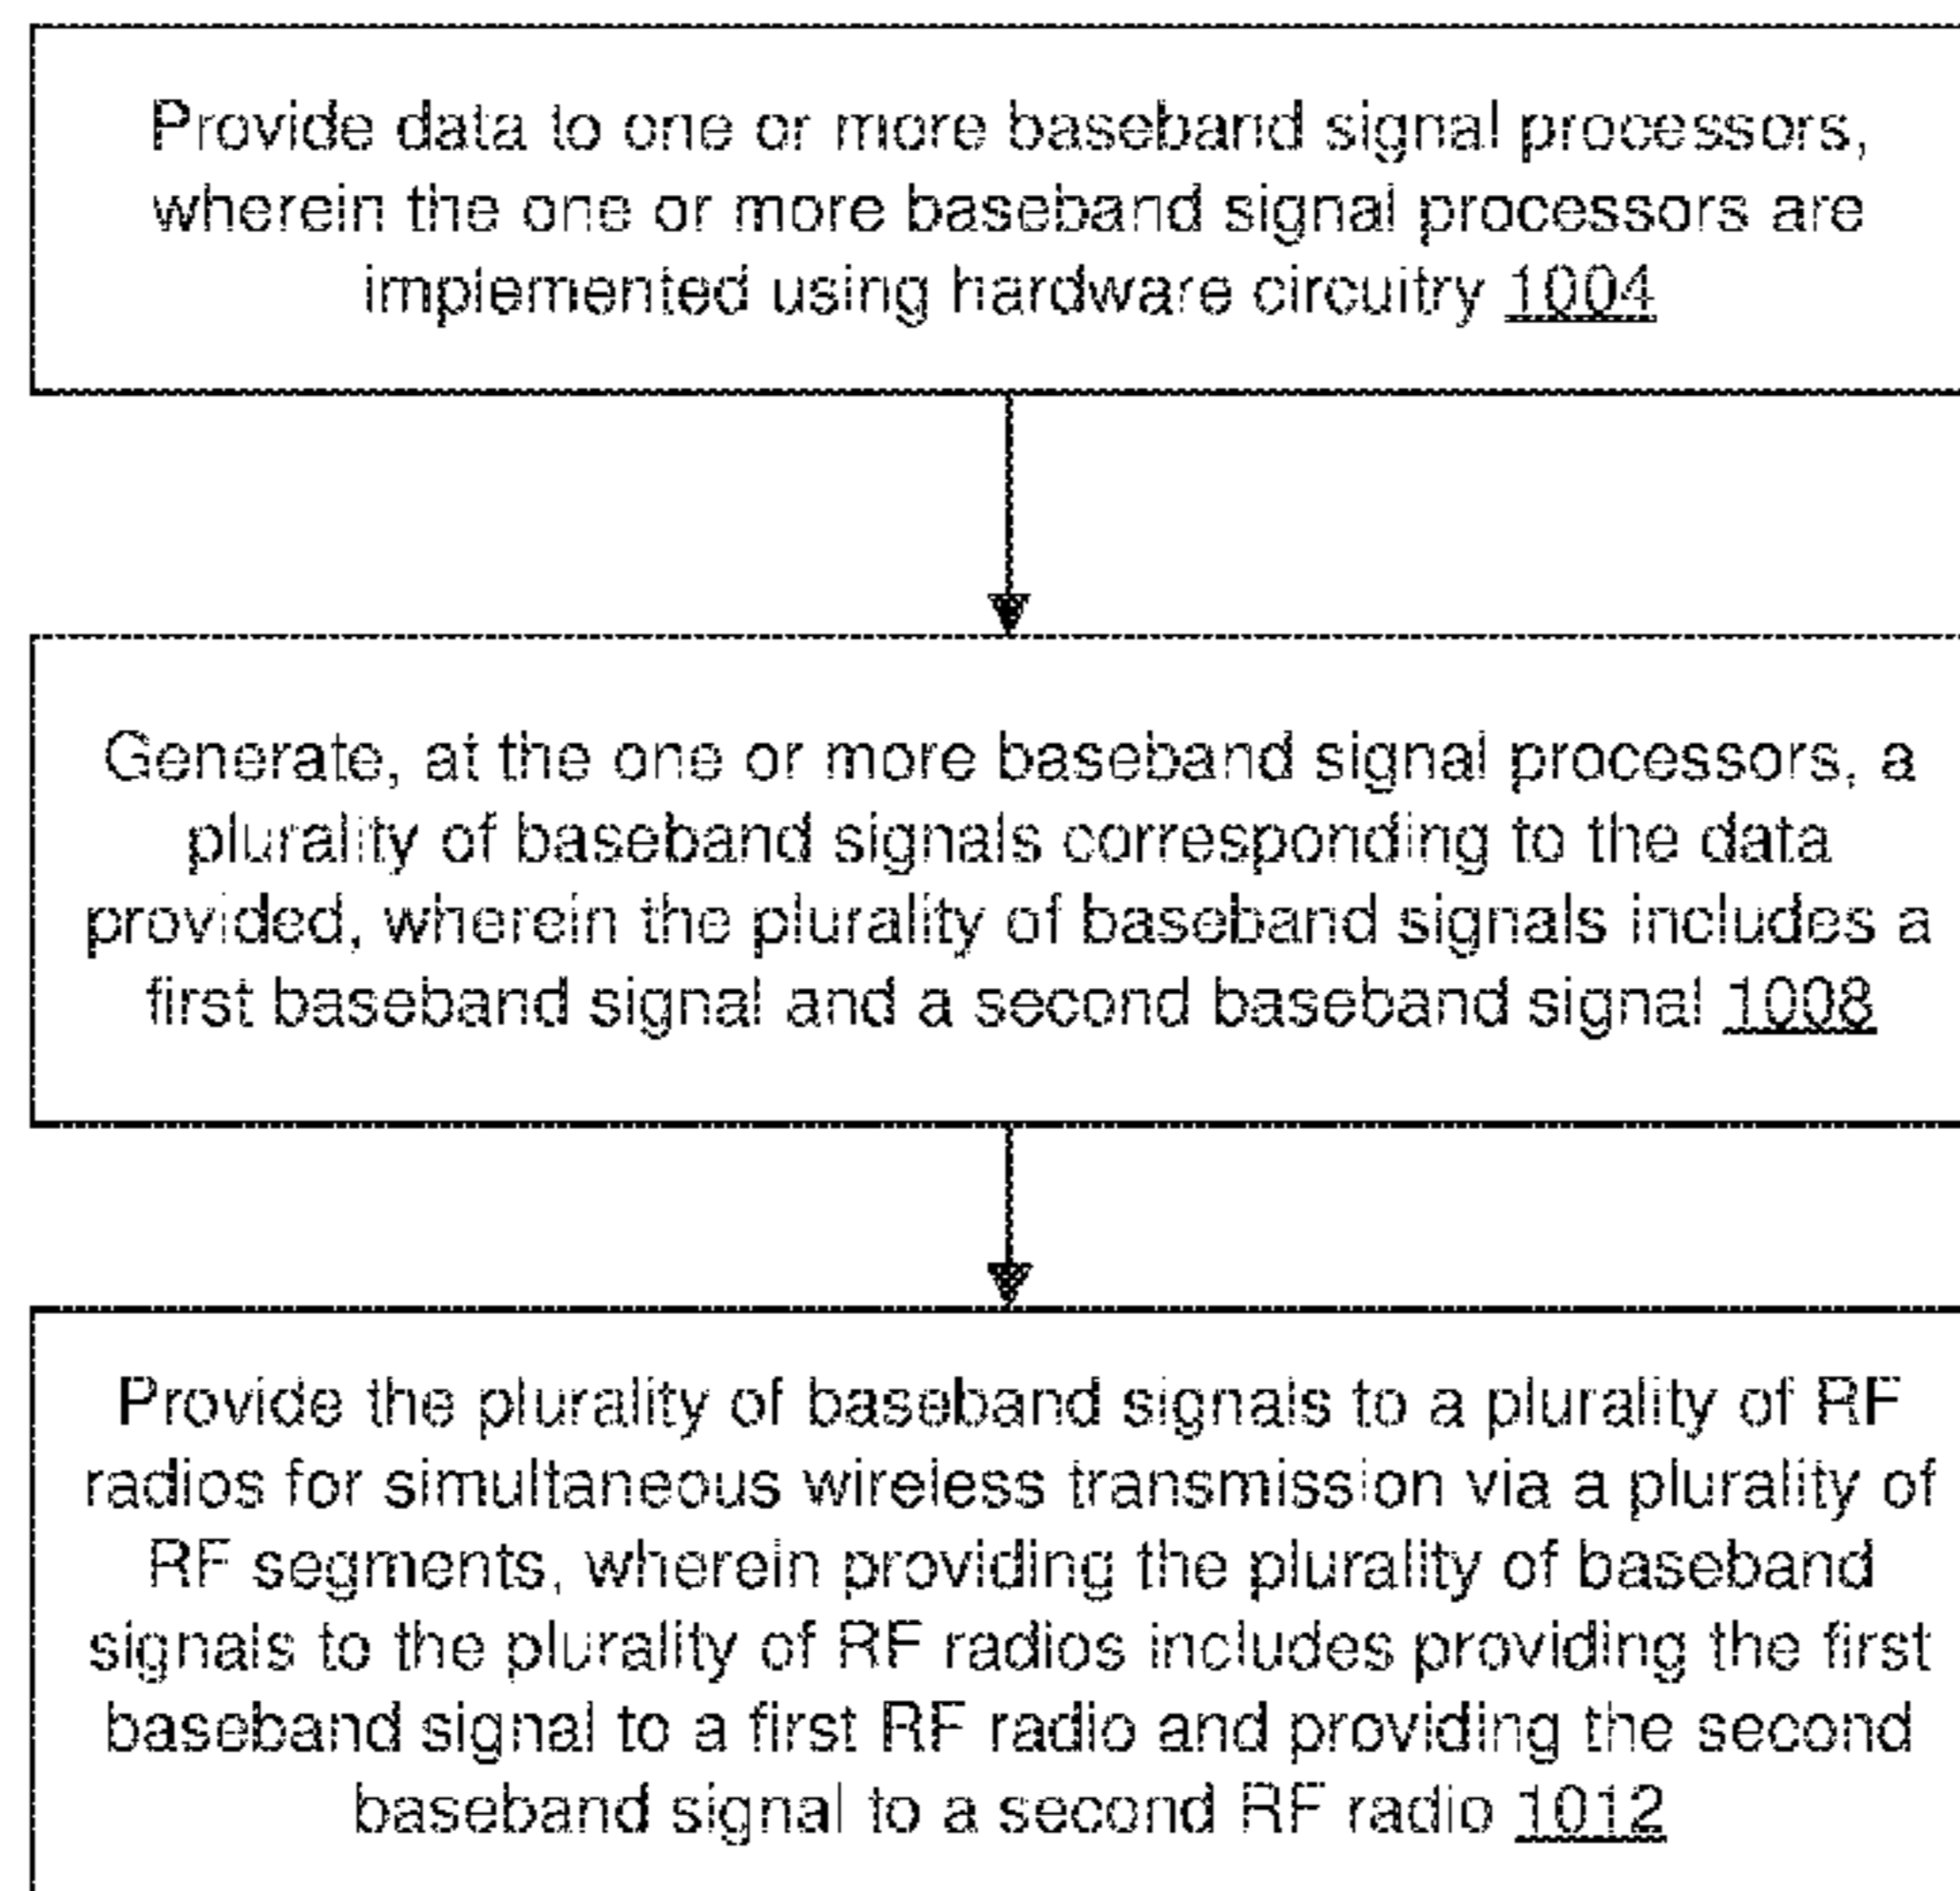 Provide data to one or more baseband signal processors,
wherein the one or more baseband signal processors are
implemented using hardware circuitry 1004
Generate, at the one or more baseband signal processors, a
plurality of baseband signals corresponding to the data
provided, wherein the plurality of baseband signals includes a
first baseband signal and a second baseband signal 1008
Provide the plurality of baseband signals to a plurality of RF
radios for simultaneous wireless transmission via a plurality of
RF segments, wherein providing the plurality of baseband
signals to the plurality of RF radios includes providing the first
baseband signal to a first RF radio and providing the second
baseband signal to a second RF radio 1012